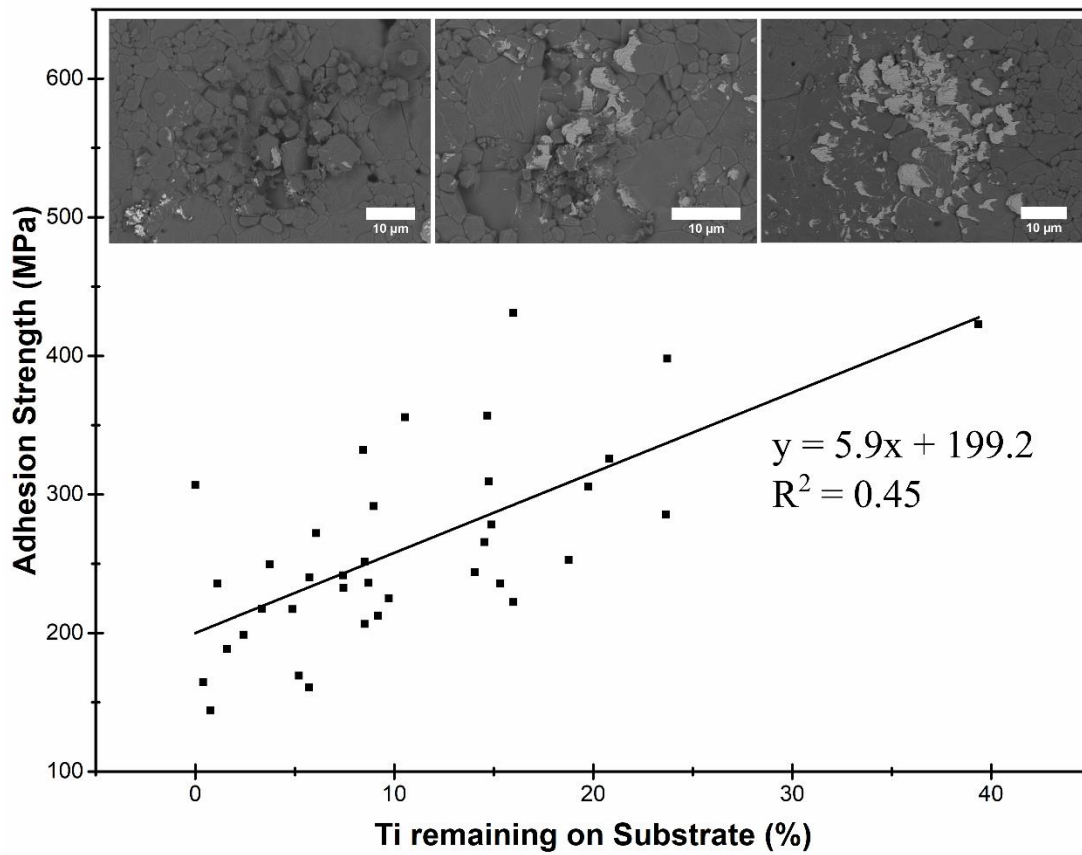 600
500
400
300
200
100
Adhesion Strength (MPa)
10 µm
10 µm
10 µm
y = 5.9x + 199.2
R² = 0.45
0
10
20
30
40
Ti remaining on Substrate (%)